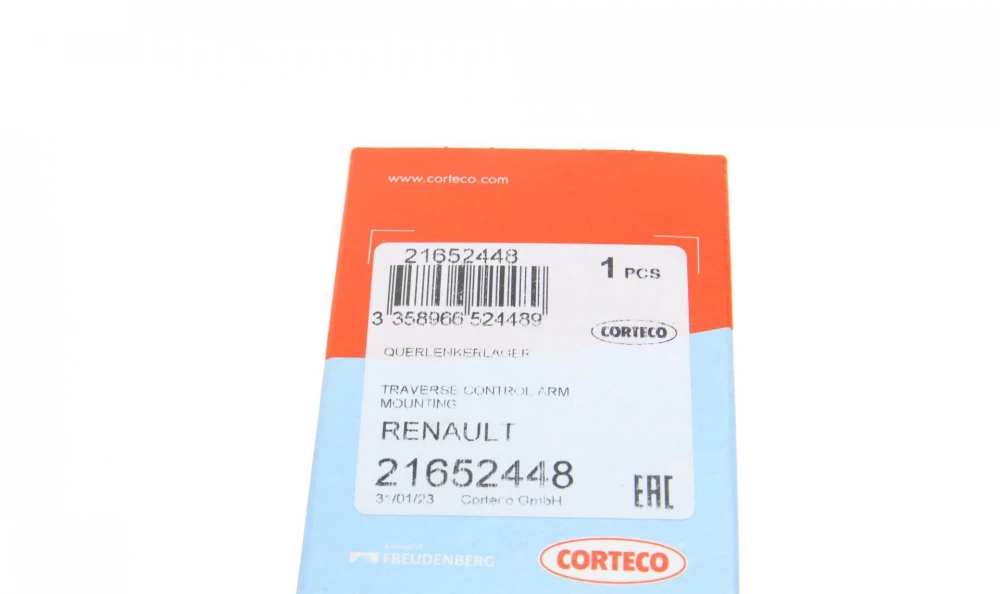 www.corteco.com
21652448
1 PCS
3 358966 524489
CORTECO
QUERLENKERLAGER
TRAVERSE CONTROL ARM
MOUNTING
RENAULT
21652448
31/01/23 Corteco GmbH
EAC
FREUDENBERG
CORTECO